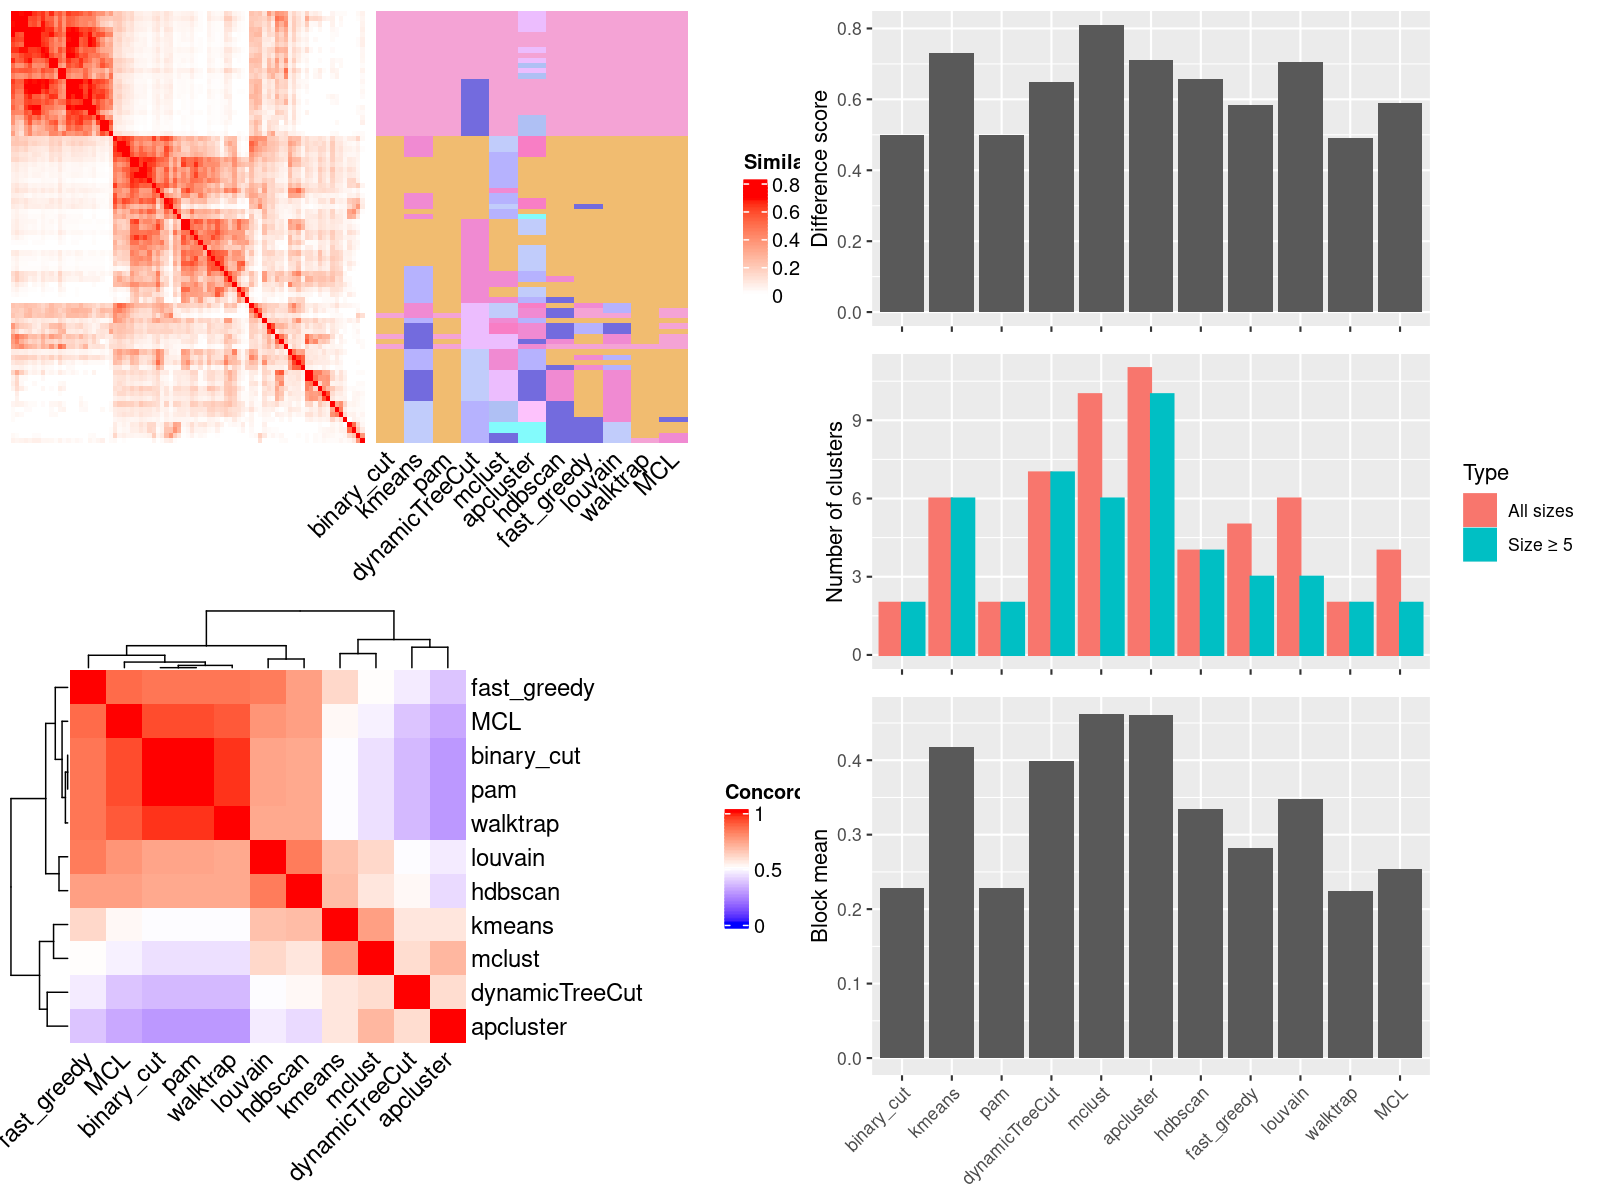 Simila
0.8
0.6
0.4
0.2
0
binary_cut
kmeans
pam
dynamicTreeCut
mclust
apcluster
hdbscan
fast_greedy
louvain
walktrap
MCL
fast_greedy
MCL
binary_cut
pam
walktrap
louvain
hdbscan
kmeans
mclust
dynamicTreeCut
apcluster
fast_greedy
MCL
binary_cut
pam
walktrap
louvain
hdbscan
kmeans
mclust
dynamicTreeCut
apcluster
Concord
1
0.5
0
Difference score
0.8
0.6
0.4
0.2
0.0
Number of clusters
9
6
3
0
Type
All sizes
Size ≥ 5
Block mean
0.4
0.3
0.2
0.1
0.0
binary_cut
kmeans
pam
dynamicTreeCut
mclust
apcluster
hdbscan
fast_greedy
louvain
walktrap
MCL